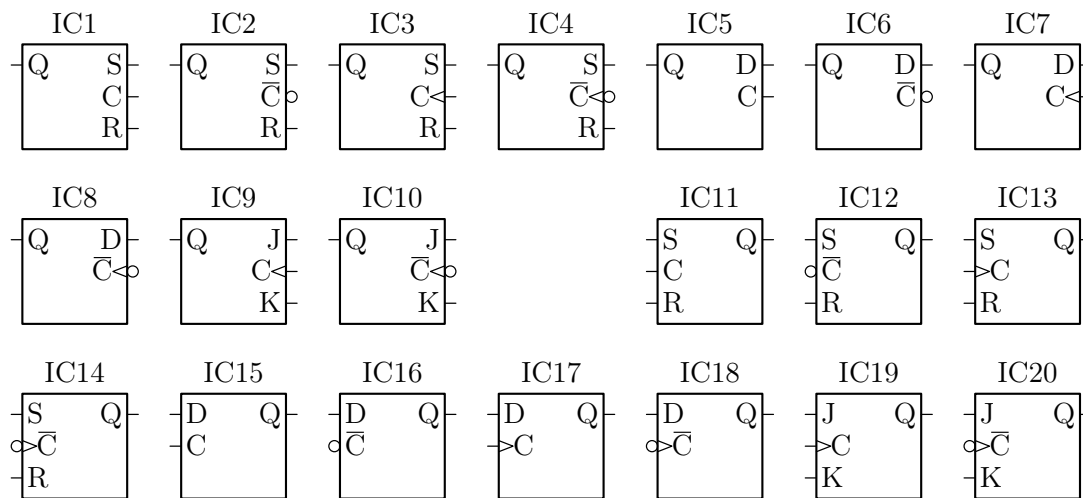 IC1 IC2 IC3 IC4 IC5 IC6 IC7
Q S Q S Q S Q S Q D Q D Q D
C C̅ C C̅ C C̅ C
R R R R
IC8 IC9 IC10 IC11 IC12 IC13
Q D Q J Q J S Q S Q S Q
C̅ C C̅ C C̅ C
K K R R R
IC14 IC15 IC16 IC17 IC18 IC19 IC20
S Q D Q D Q D Q D Q J Q J Q
C̅ C C̅ C C̅ C C̅
R K K